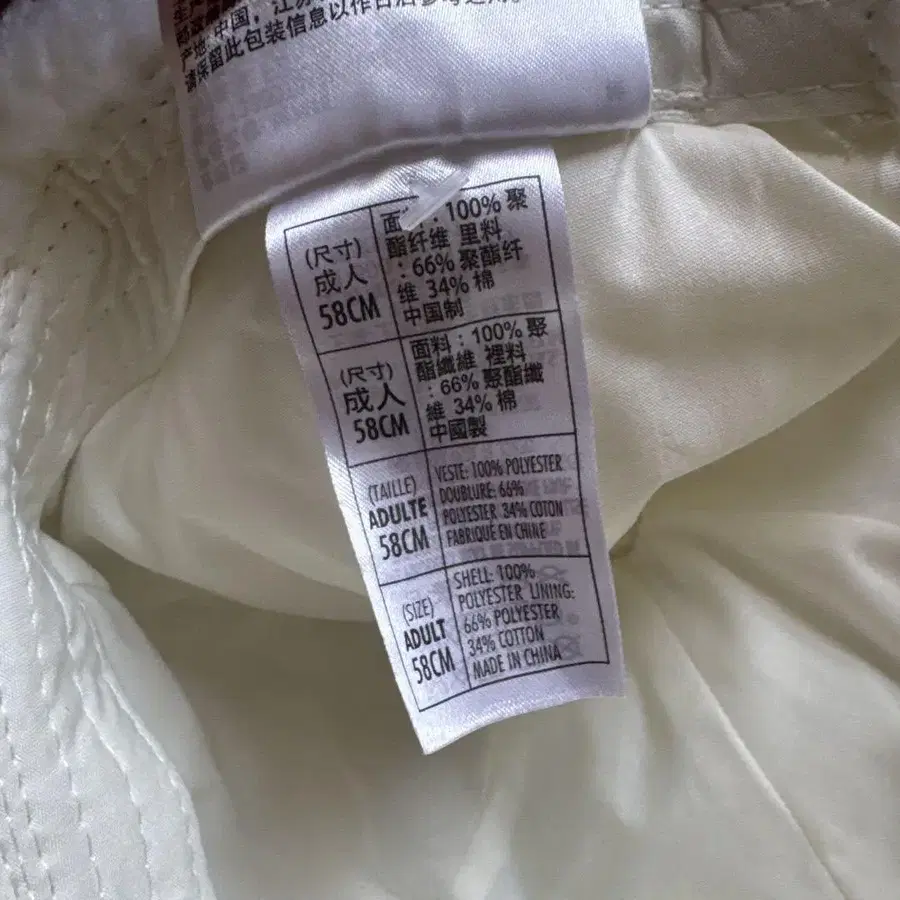 产地:中国,江苏
请保留此包装信息以作日后参考之用。
(尺寸)
成人
58CM
面 : 100% 聚
酯纤维 里料
: 66% 聚酯纤
维 34% 棉
中国制
(尺寸)
成人
58CM
面料 : 100% 聚
酯纖維 裡料
: 66% 聚酯纖
維 34% 棉
中國製
(TAILLE)
ADULTE
58CM
VESTE: 100% POLYESTER
DOUBLURE: 66%
POLYESTER 34% COTON
FABRIQUE EN CHINE
(SIZE)
ADULT
58CM
SHELL: 100%
POLYESTER LINING:
66% POLYESTER
34% COTTON
MADE IN CHINA